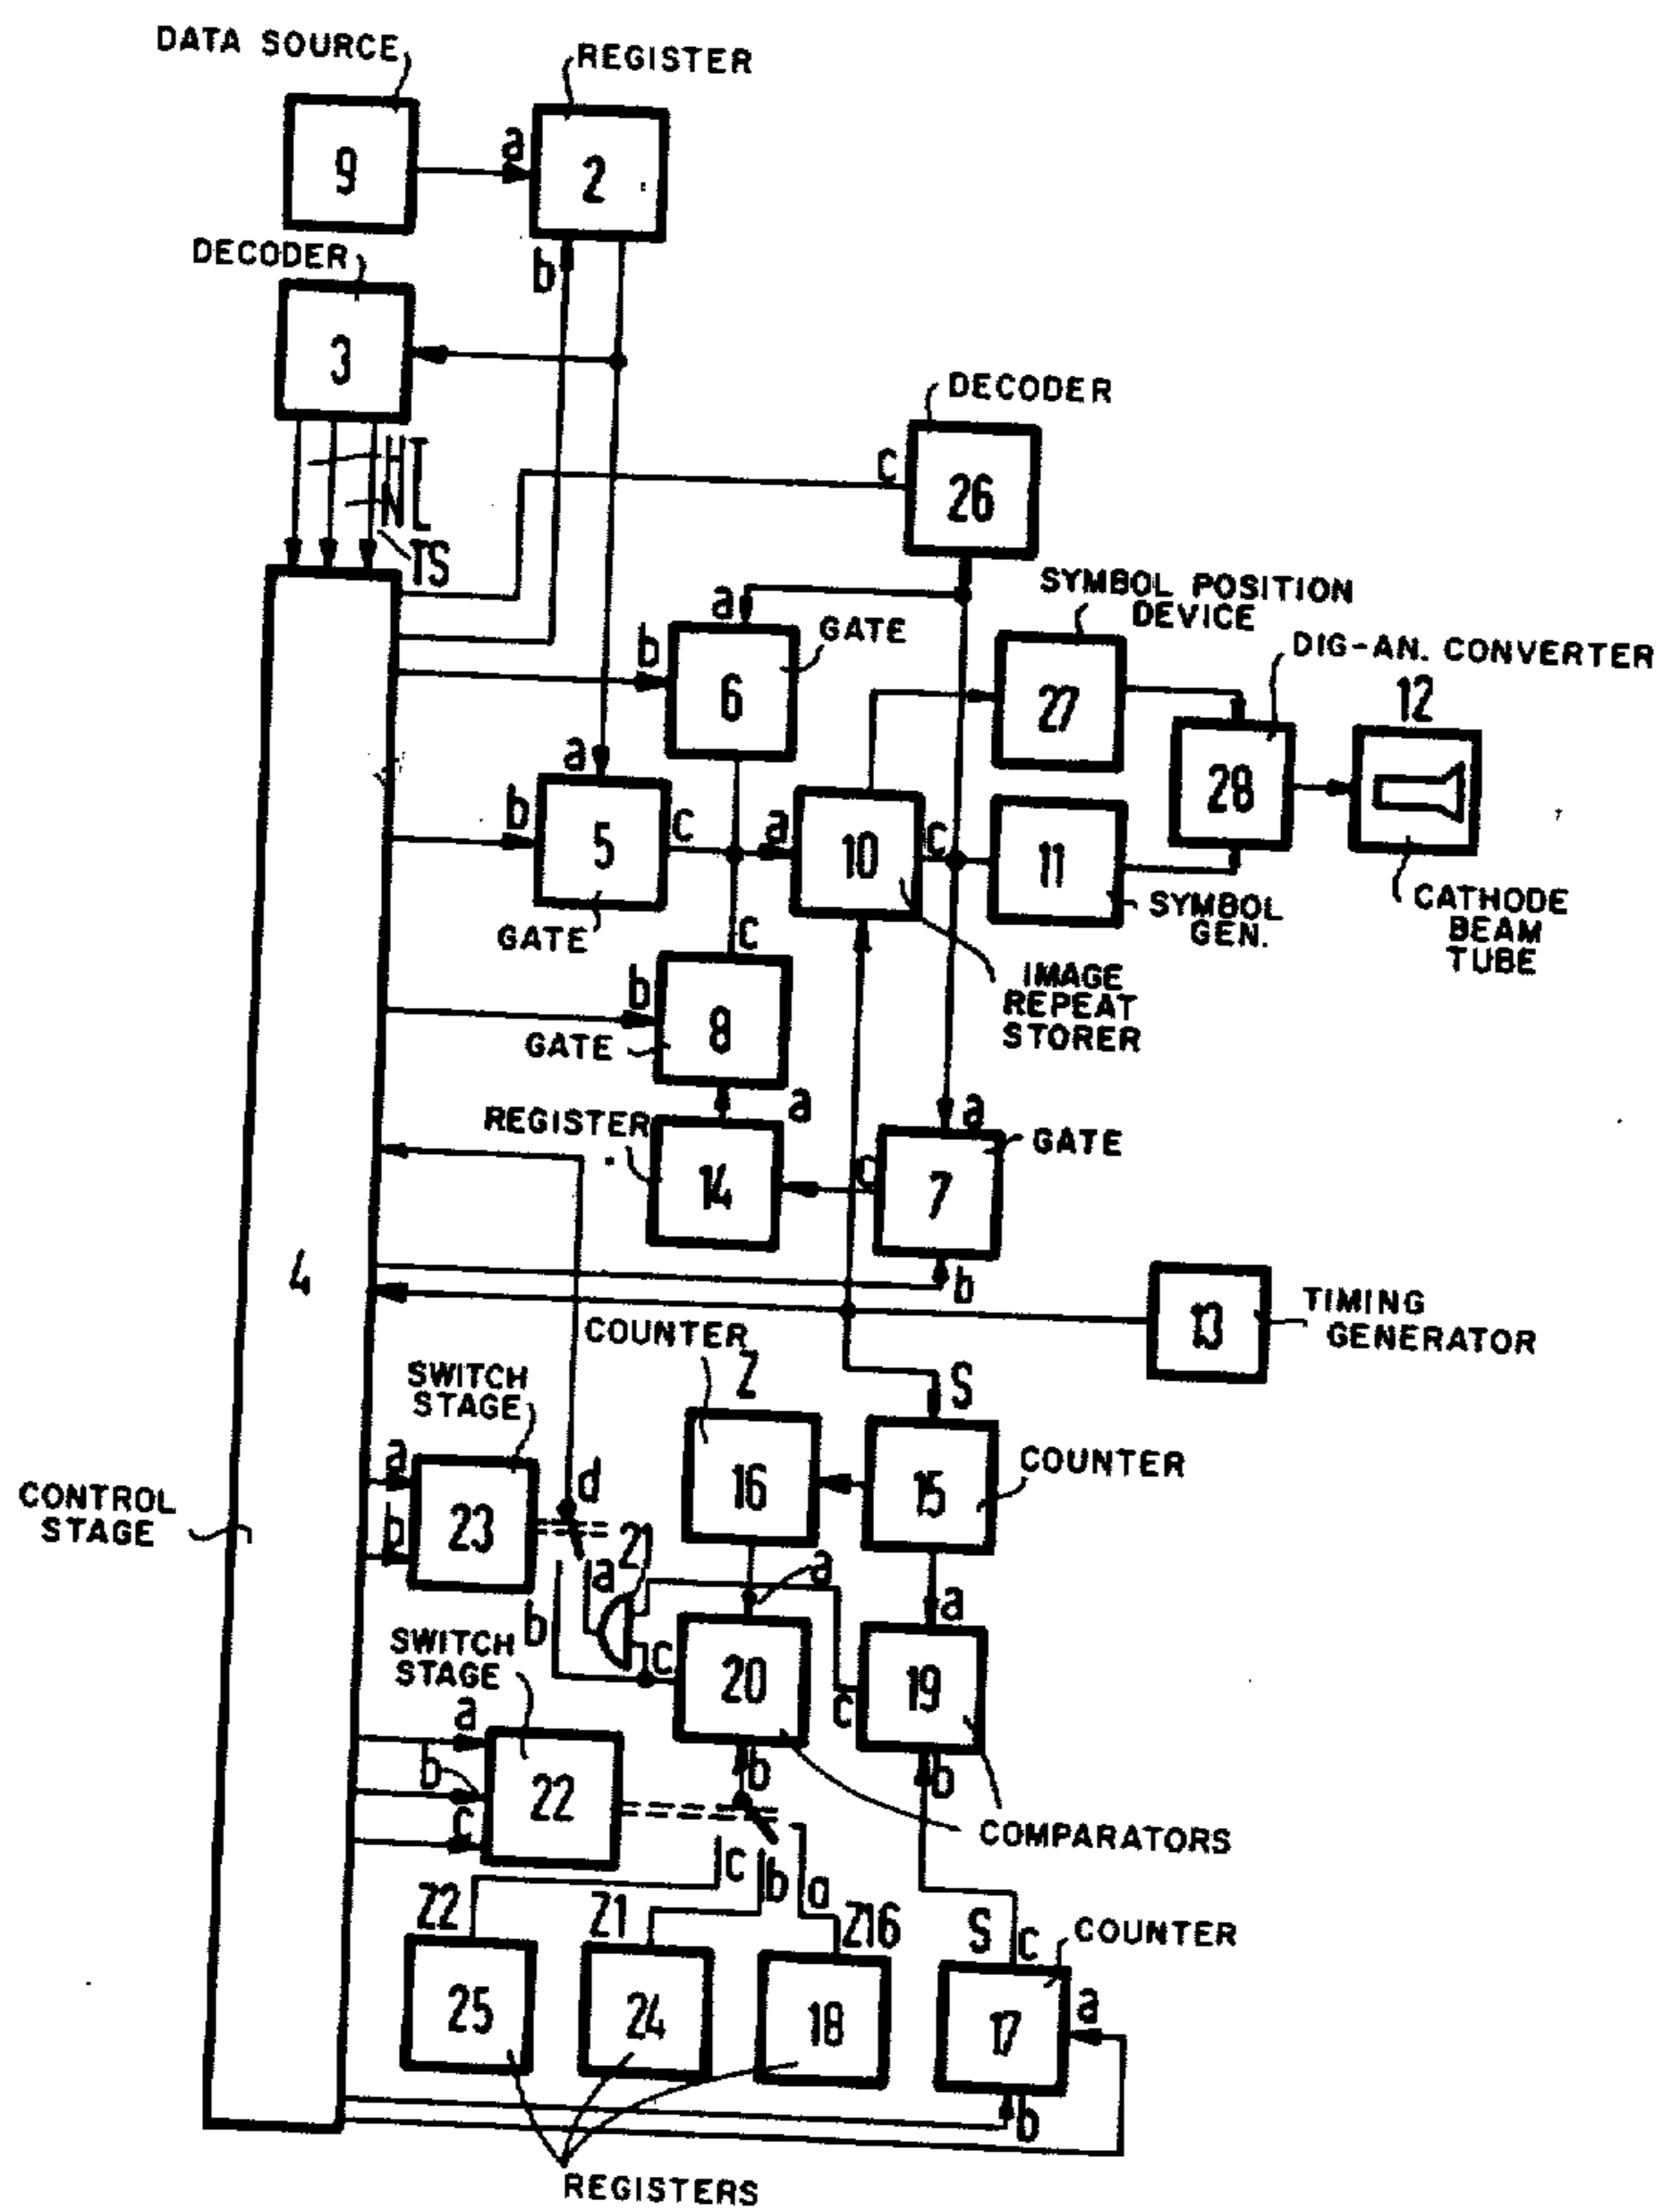 DATA SOURCE
REGISTER
9
a
2
b
DECODER
3
HT
NL
TS
DECODER
c
26
a
GATE
b
6
SYMBOL POSITION
DEVICE
27
DIG-AN. CONVERTER
28
12
CATHODE
BEAM
TUBE
a
b
5
c
GATE
a
10
c
11
SYMBOL
GEN.
IMAGE
REPEAT
STORER
c
b
8
GATE
a
REGISTER
14
c
a
7
GATE
b
4
13
TIMING
GENERATOR
COUNTER
Z
S
16
15
COUNTER
SWITCH
STAGE
a
b
23
d
a
b
21
CONTROL
STAGE
a
c
20
a
19
c
b
b
COMPARATORS
SWITCH
STAGE
a
b
c
22
c
b
a
Z2
Z1
Z16
S
c
COUNTER
25
24
18
17
a
b
REGISTERS